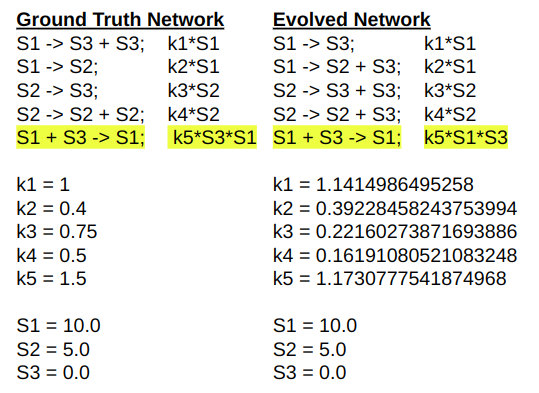 Ground Truth Network Evolved Network
S1 -> S3 + S3; k1*S1 S1 -> S3; k1*S1
S1 -> S2; k2*S1 S1 -> S2 + S3; k2*S1
S2 -> S3; k3*S2 S2 -> S3 + S3; k3*S2
S2 -> S2 + S2; k4*S2 S2 -> S2 + S3; k4*S2
S1 + S3 -> S1; k5*S3*S1 S1 + S3 -> S1; k5*S1*S3
k1 = 1 k1 = 1.1414986495258
k2 = 0.4 k2 = 0.39228458243753994
k3 = 0.75 k3 = 0.22160273871693886
k4 = 0.5 k4 = 0.16191080521083248
k5 = 1.5 k5 = 1.1730777541874968
S1 = 10.0 S1 = 10.0
S2 = 5.0 S2 = 5.0
S3 = 0.0 S3 = 0.0